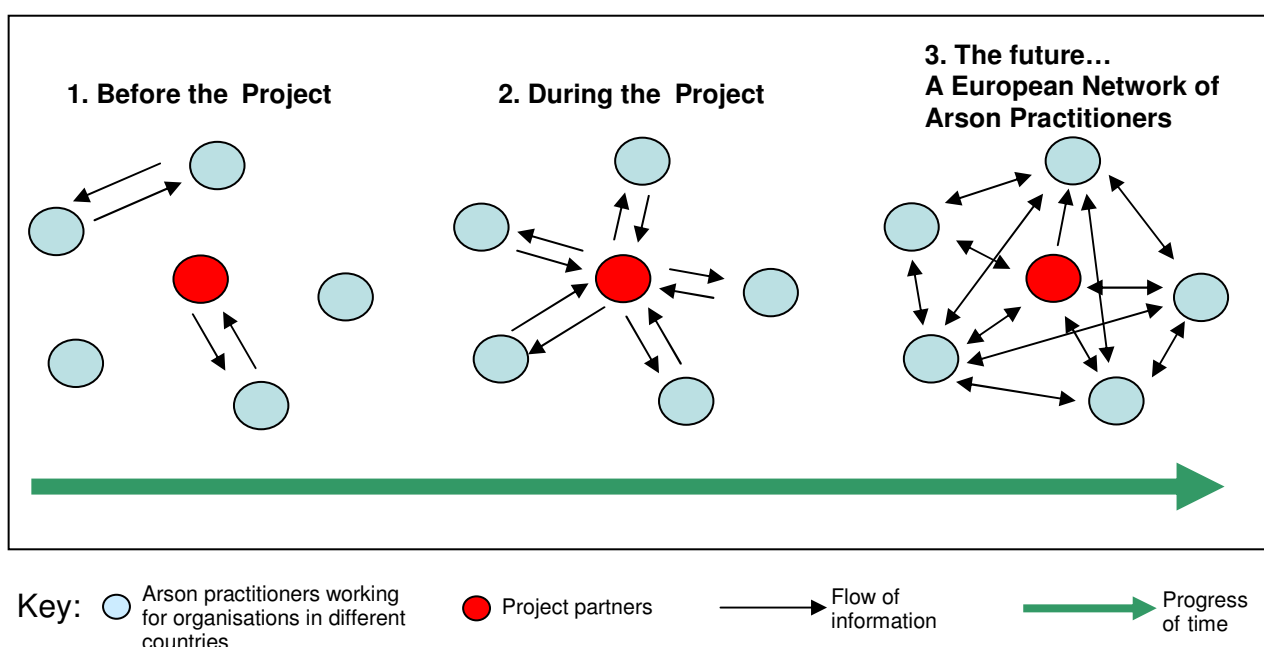 1. Before the Project
2. During the Project
3. The future…
A European Network of
Arson Practitioners
Key:
Arson practitioners working
for organisations in different
countries
Project partners
Flow of
information
Progress
of time